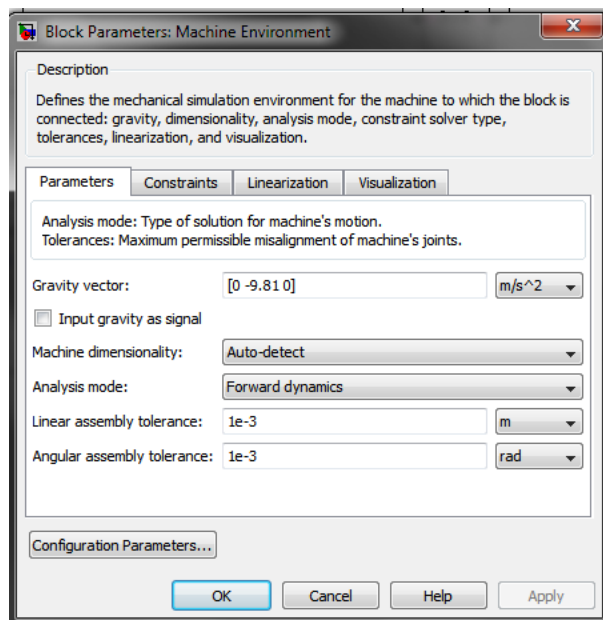 Block Parameters: Machine Environment
Description
Defines the mechanical simulation environment for the machine to which the block is
connected: gravity, dimensionality, analysis mode, constraint solver type,
tolerances, linearization, and visualization.
Parameters Constraints Linearization Visualization
Analysis mode: Type of solution for machine's motion.
Tolerances: Maximum permissible misalignment of machine's joints.
Gravity vector: [0 -9.81 0] m/s^2
Input gravity as signal
Machine dimensionality: Auto-detect
Analysis mode: Forward dynamics
Linear assembly tolerance: 1e-3 m
Angular assembly tolerance: 1e-3 rad
Configuration Parameters...
OK Cancel Help Apply